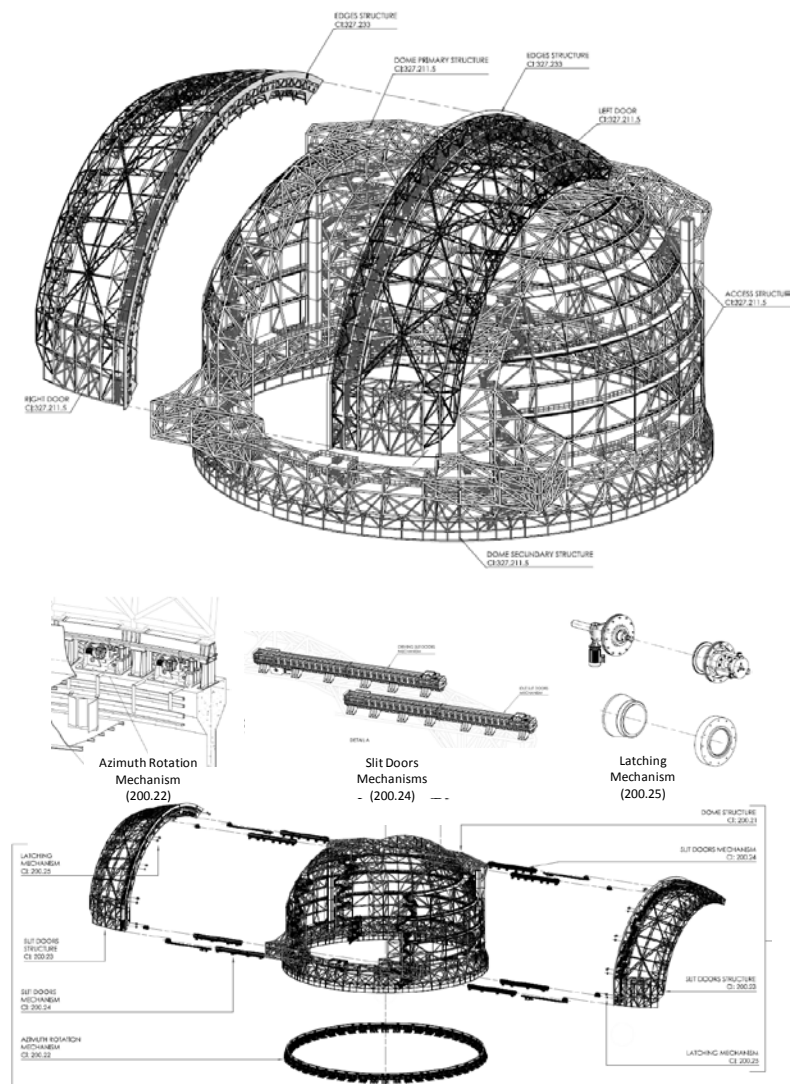 EDGES STRUCTURE
CI:327.233
DOME PRIMARY STRUCTURE
CI:327.211.5
EDGES STRUCTURE
CI:327.233
LEFT DOOR
CI:327.211.5
ACCESS STRUCTURE
CI:327.211.5
RIGHT DOOR
CI:327.211.5
DOME SECUNDARY STRUCTURE
CI:327.211.5
MECHANISM
MECHANISM
DETAIL A
Azimuth Rotation
Mechanism
(200.22)
Slit Doors
Mechanisms
(200.24)
Latching
Mechanism
(200.25)
DOME STRUCTURE
CI: 200.21
SLIT DOORS MECHANISM
CI: 200.24
LATCHING
MECHANISM
CI: 200.25
SLIT DOORS
STRUCTURE
CI: 200.23
SLIT DOORS
MECHANISM
CI: 200.24
AZIMUTH ROTATION
MECHANISM
CI: 200.22
SLIT DOORS STRUCTURE
CI: 200.23
LATCHING MECHANISM
CI: 200.25